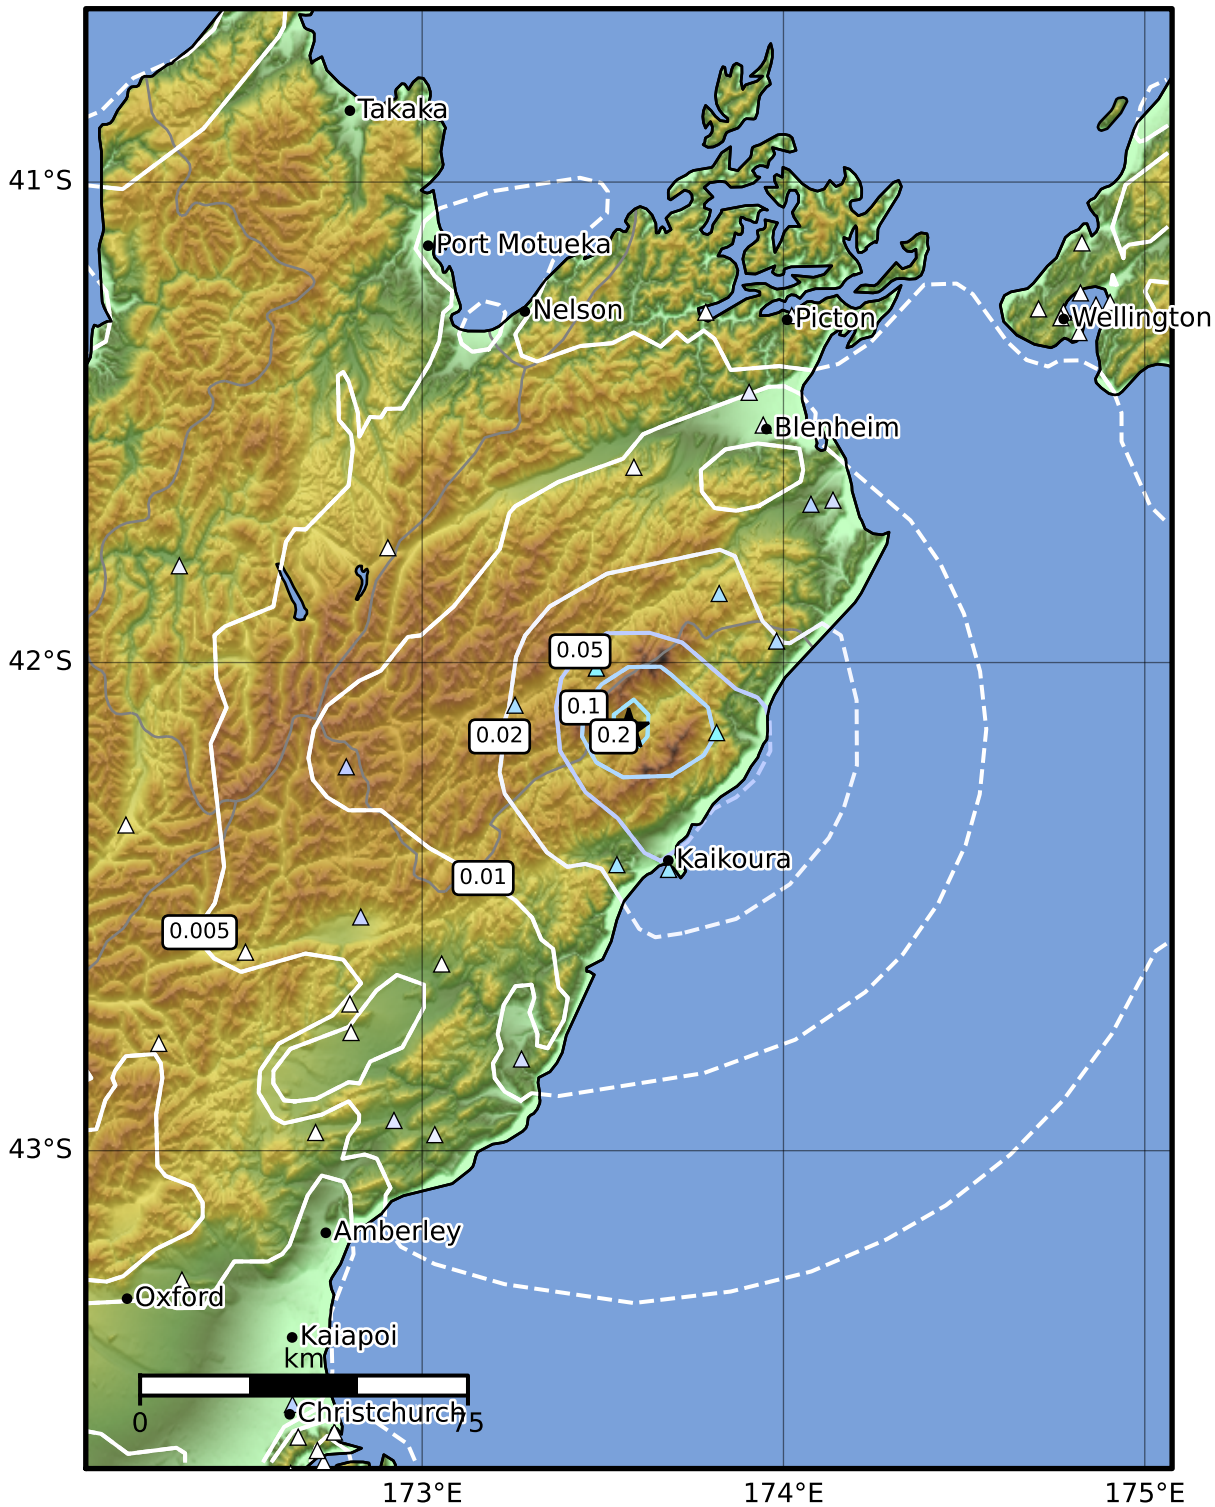 Takaka
41°S
Port Motueka
Nelson
Picton
Wellington
Blenheim
0.05
42°S
0.1
0.02
0.2
Kaikoura
0.01
0.005
43°S
Amberley
Oxford
Kaiapoi
km
Christchurch
0
75
173°E
174°E
175°E